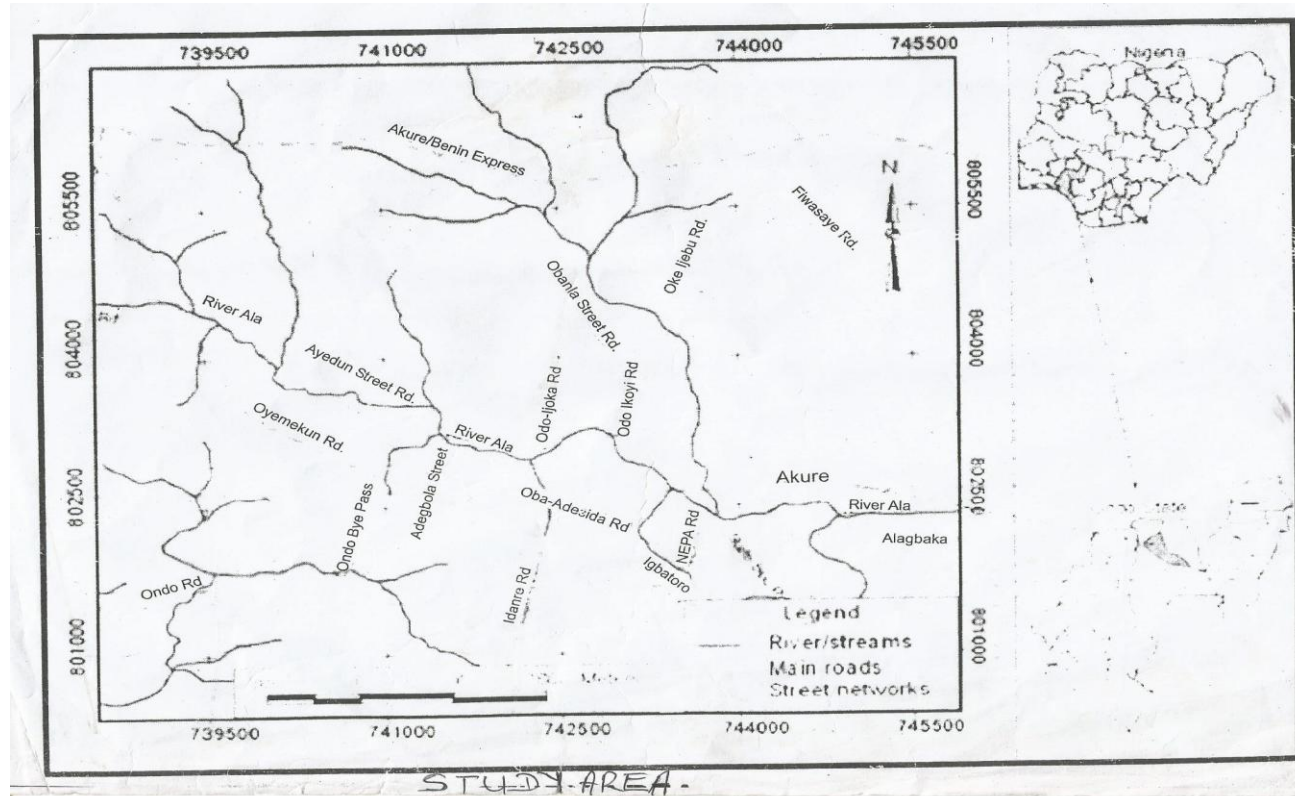 739500 741000 742500 744000 745500
Nigeria
Akure/Benin Express
N
805500
805500
Fiwasaye Rd.
Oke Ijebu Rd.
Obanla Street Rd.
River Ala
804000
804000
Ayedun Street Rd.
Odo-Ijoka Rd
Odo Ikoyi Rd
Oyemekun Rd.
River Ala
Adegbola Street
Ondo Bye Pass
802500
802500
Akure
Oba-Adesida Rd
River Ala
NEPA Rd
Alagbaka
Igbatoro
Idanre Rd
Ondo Rd
801000
801000
Legend
River/streams
Main roads
Street networks
739500 741000 742500 744000 745500
STUDY AREA.